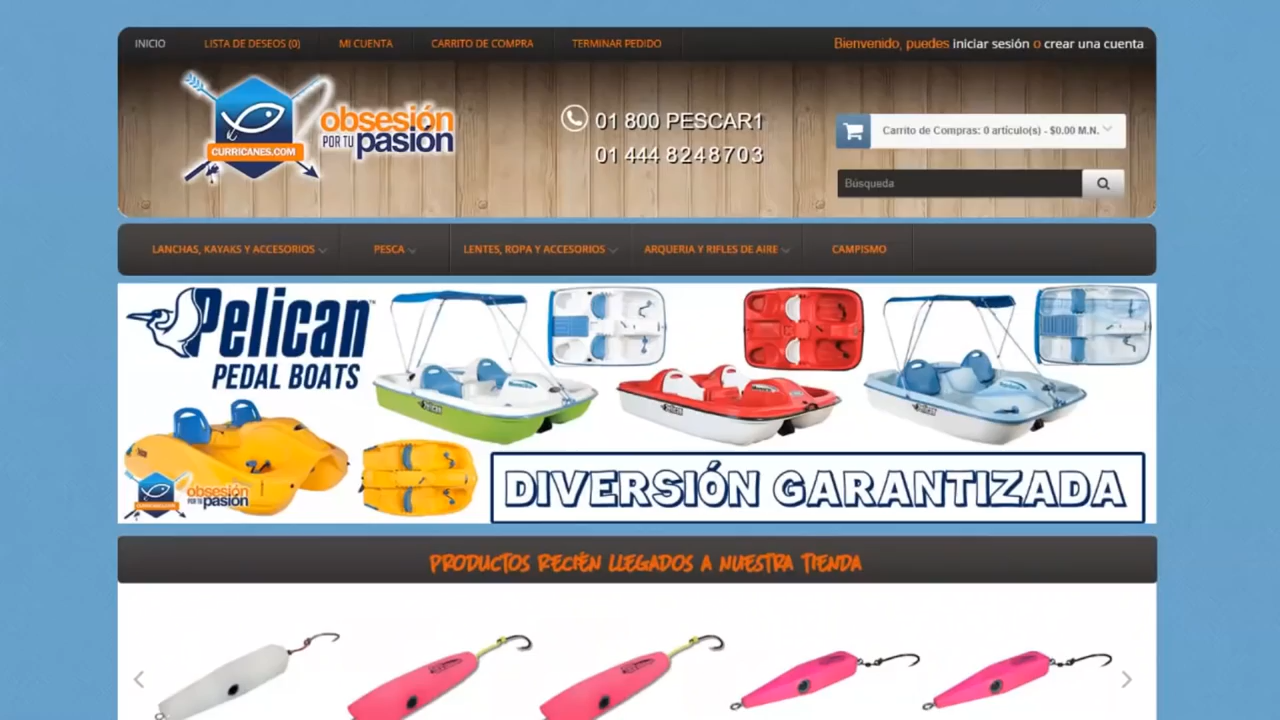 INICIO
LISTA DE DESEOS (0)
MI CUENTA
CARRITO DE COMPRA
TERMINAR PEDIDO
Bienvenido, puedes iniciar sesión o crear una cuenta
CURRICANES.COM
obsesión
POR TU pasión
01 800 PESCAR1
01 444 8248703
Carrito de Compras: 0 artículo(s) - $0.00 M.N.
Búsqueda
LANCHAS, KAYAKS Y ACCESORIOS
PESCA
LENTES, ROPA Y ACCESORIOS
ARQUERIA Y RIFLES DE AIRE
CAMPISMO
Pelican™
PEDAL BOATS
CURRICANES.COM
obsesión
POR TU pasión
DIVERSIÓN GARANTIZADA
PRODUCTOS RECIÉN LLEGADOS A NUESTRA TIENDA